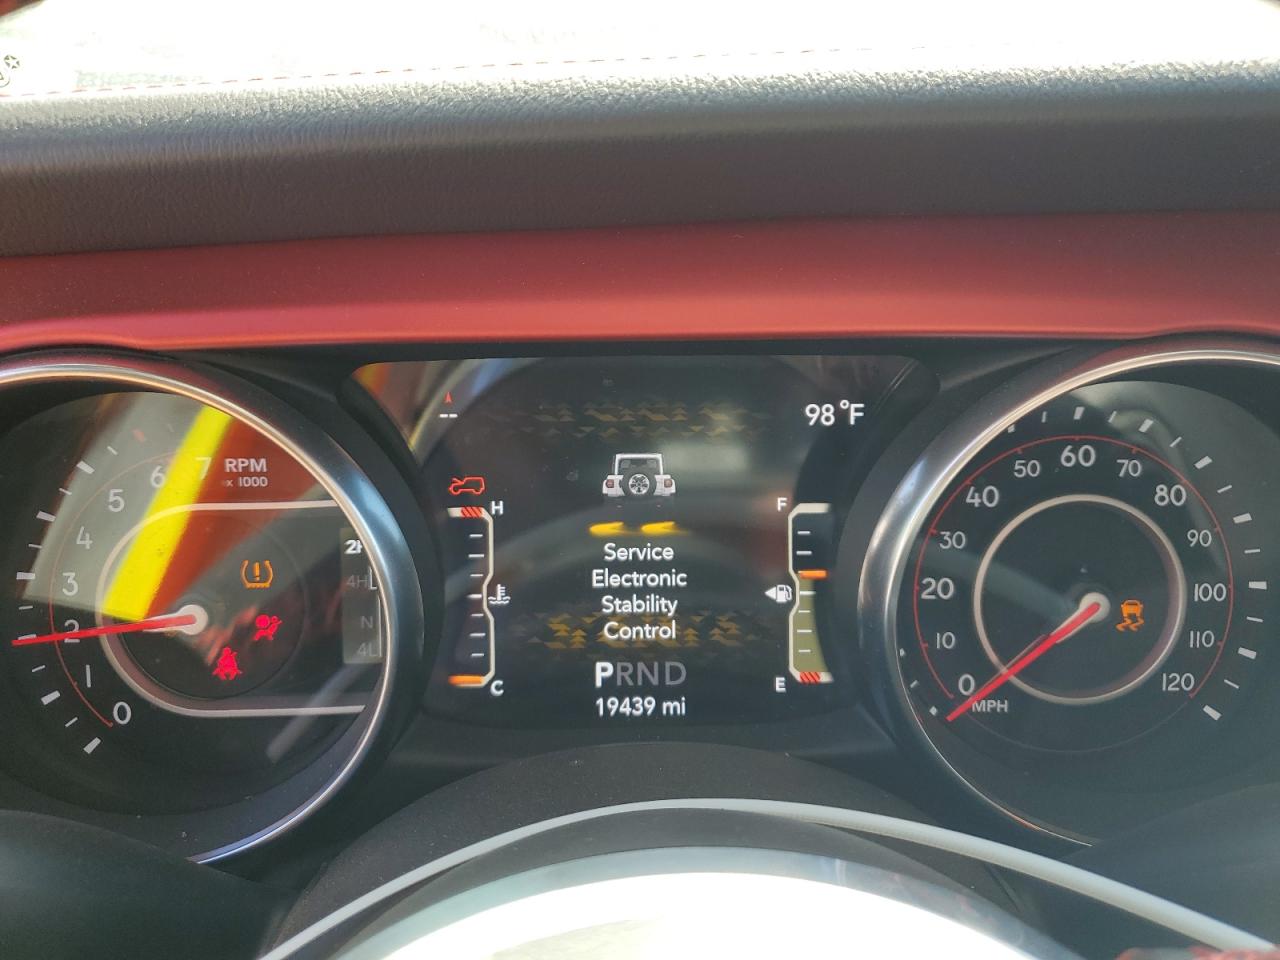 98°F
7
6
5
4
3
2
1
0
RPM
x 1000
2H
4H
N
4L
H
C
Service
Electronic
Stability
Control
PRND
19439 mi
F
E
0
10
20
30
40
50
60
70
80
90
100
110
120
MPH